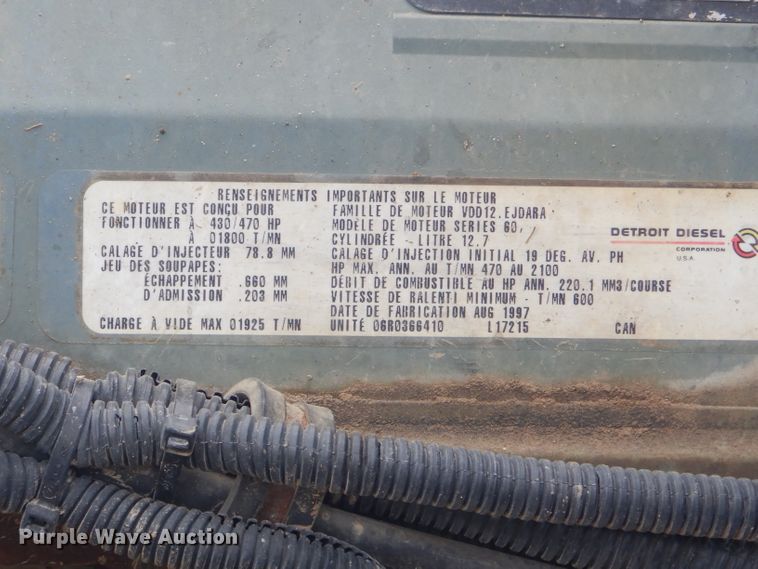 RENSEIGNEMENTS IMPORTANTS SUR LE MOTEUR
CE MOTEUR EST CONÇU POUR
FONCTIONNER À 430/470 HP
À 01800 T/MN
CALAGE D'INJECTEUR 78.8 MM
JEU DES SOUPAPES:
ÉCHAPPEMENT .660 MM
D'ADMISSION .203 MM
CHARGE À VIDE MAX 01925 T/MN
FAMILLE DE MOTEUR VDD12.EJDARA
MODÈLE DE MOTEUR SERIES 60
CYLINDRÉE - LITRE 12.7
CALAGE D'INJECTION INITIAL 19 DEG. AV. PH
HP MAX. ANN. AU T/MN 470 AU 2100
DÉBIT DE COMBUSTIBLE AU HP ANN. 220.1 MM3/COURSE
VITESSE DE RALENTI MINIMUM - T/MN 600
DATE DE FABRICATION AUG 1997
UNITÉ 06R0366410 L17215 CAN
DETROIT DIESEL
CORPORATION
U.S.A.
Purple Wave Auction